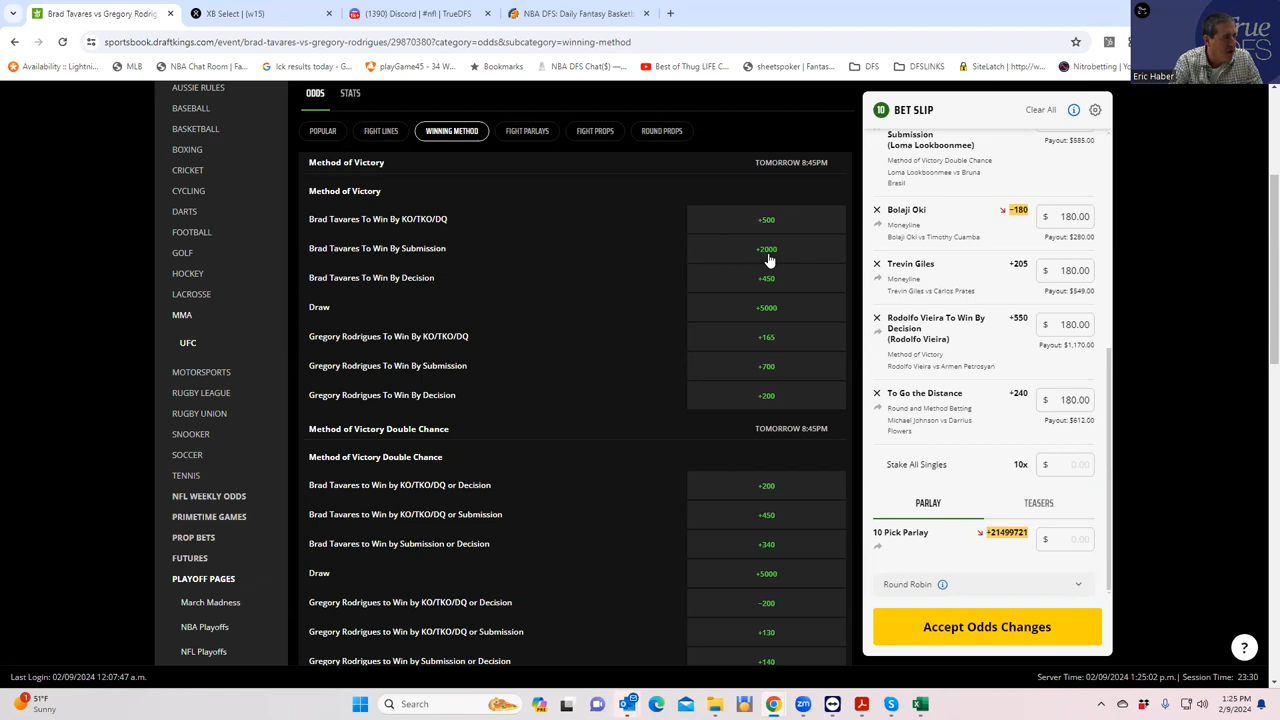 Brad Tavares vs Gregory Rodrig
XB Select | (w15)
(1390) Discord | #nfl | TrueDFS
NBA DFS: Daily Fantasy Basketb
sportsbook.draftkings.com/event/brad-tavares-vs-gregory-rodrigues/29870380?category=odds&subcategory=winning-method
(8) Airbnb :: Lightni...
MLB
NBA Chat Room | Fa...
Ick results today - G...
playGame45 - 34 W...
Bookmarks
NBA DFS Chat($) —...
Best of Thug LIFE C...
sheetspoker | Fantas...
DFS
DFSLINKS
SiteLatch | http://w...
Nitrobetting | http:/
True
DFS
Eric Haber
AUSSIE RULES
BASEBALL
BASKETBALL
BOXING
CRICKET
CYCLING
DARTS
FOOTBALL
GOLF
HOCKEY
LACROSSE
MMA
UFC
MOTORSPORTS
RUGBY LEAGUE
RUGBY UNION
SNOOKER
SOCCER
TENNIS
NFL WEEKLY ODDS
PRIMETIME GAMES
PROP BETS
FUTURES
PLAYOFF PAGES
March Madness
NBA Playoffs
NFL Playoffs
ODDS STATS
POPULAR FIGHT LINES WINNING METHOD FIGHT PARLAYS FIGHT PROPS ROUND PROPS
Method of Victory TOMORROW 8:45PM
Method of Victory
Brad Tavares To Win By KO/TKO/DQ +500
Brad Tavares To Win By Submission +2000
Brad Tavares To Win By Decision +450
Draw +5000
Gregory Rodrigues To Win By KO/TKO/DQ +165
Gregory Rodrigues To Win By Submission +700
Gregory Rodrigues To Win By Decision +200
Method of Victory Double Chance TOMORROW 8:45PM
Method of Victory Double Chance
Brad Tavares to Win by KO/TKO/DQ or Decision +200
Brad Tavares to Win by KO/TKO/DQ or Submission +450
Brad Tavares to Win by Submission or Decision +340
Draw +5000
Gregory Rodrigues to Win by KO/TKO/DQ or Decision −200
Gregory Rodrigues to Win by KO/TKO/DQ or Submission +130
Gregory Rodrigues to Win by Submission or Decision +140
10 BET SLIP Clear All
Submission
(Loma Lookboonmee)
Payout: $585.00
Method of Victory Double Chance
Loma Lookboonmee vs Bruna
Brasil
Bolaji Oki −180 $ 180.00
Moneyline
Bolaji Oki vs Timothy Cuamba Payout: $280.00
Trevin Giles +205 $ 180.00
Moneyline
Trevin Giles vs Carlos Prates Payout: $549.00
Rodolfo Vieira To Win By +550 $ 180.00
Decision
(Rodolfo Vieira) Payout: $1,170.00
Method of Victory
Rodolfo Vieira vs Armen Petrosyan
To Go the Distance +240 $ 180.00
Round and Method Betting
Michael Johnson vs Darrius Payout: $612.00
Flowers
Stake All Singles 10x $ 0.00
PARLAY TEASERS
10 Pick Parlay +21499721 $ 0.00
Round Robin
Accept Odds Changes
?
Last Login: 02/09/2024 12:07:47 a.m. Server Time: 02/09/2024 1:25:02 p.m. | Session Time: 23:30
51°F
Sunny
Search
1:25 PM
2/9/2024